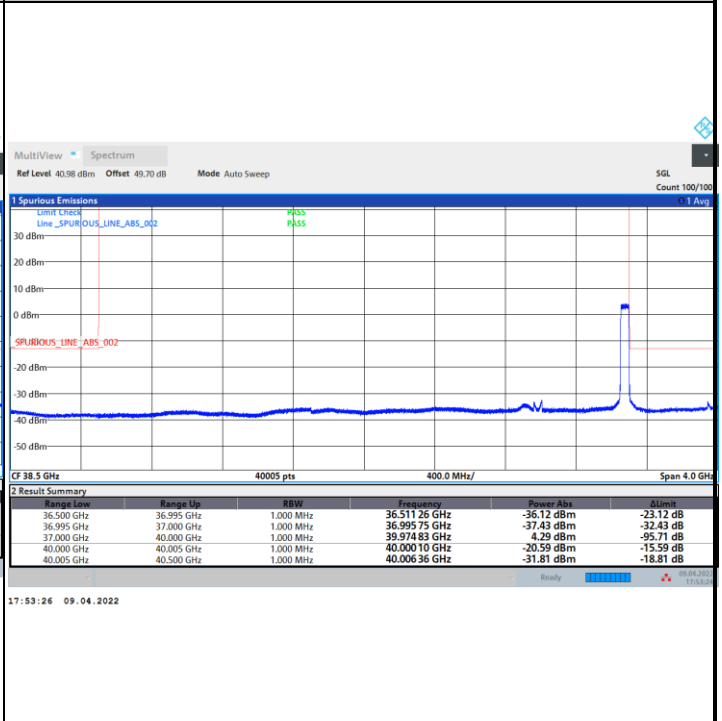 MultiView Spectrum
Ref Level 40.98 dBm Offset 49.70 dB Mode Auto Sweep SGL
Count 100/100
1 Spurious Emissions 1 Avg
Limit Check PASS
Line _SPURIOUS_LINE_ABS_002 PASS
30 dBm
20 dBm
10 dBm
0 dBm
_SPURIOUS_LINE_ABS_002
-20 dBm
-30 dBm
-40 dBm
-50 dBm
CF 38.5 GHz 40005 pts 400.0 MHz/ Span 4.0 GHz
2 Result Summary
Range Low Range Up RBW Frequency Power Abs ΔLimit
36.500 GHz 36.995 GHz 1.000 MHz 36.511 26 GHz -36.12 dBm -23.12 dB
36.995 GHz 37.000 GHz 1.000 MHz 36.995 75 GHz -37.43 dBm -32.43 dB
37.000 GHz 40.000 GHz 1.000 MHz 39.974 83 GHz 4.29 dBm -95.71 dB
40.000 GHz 40.005 GHz 1.000 MHz 40.000 10 GHz -20.59 dBm -15.59 dB
40.005 GHz 40.500 GHz 1.000 MHz 40.006 36 GHz -31.81 dBm -18.81 dB
Ready 09.04.2022
17:53:24
17:53:26 09.04.2022